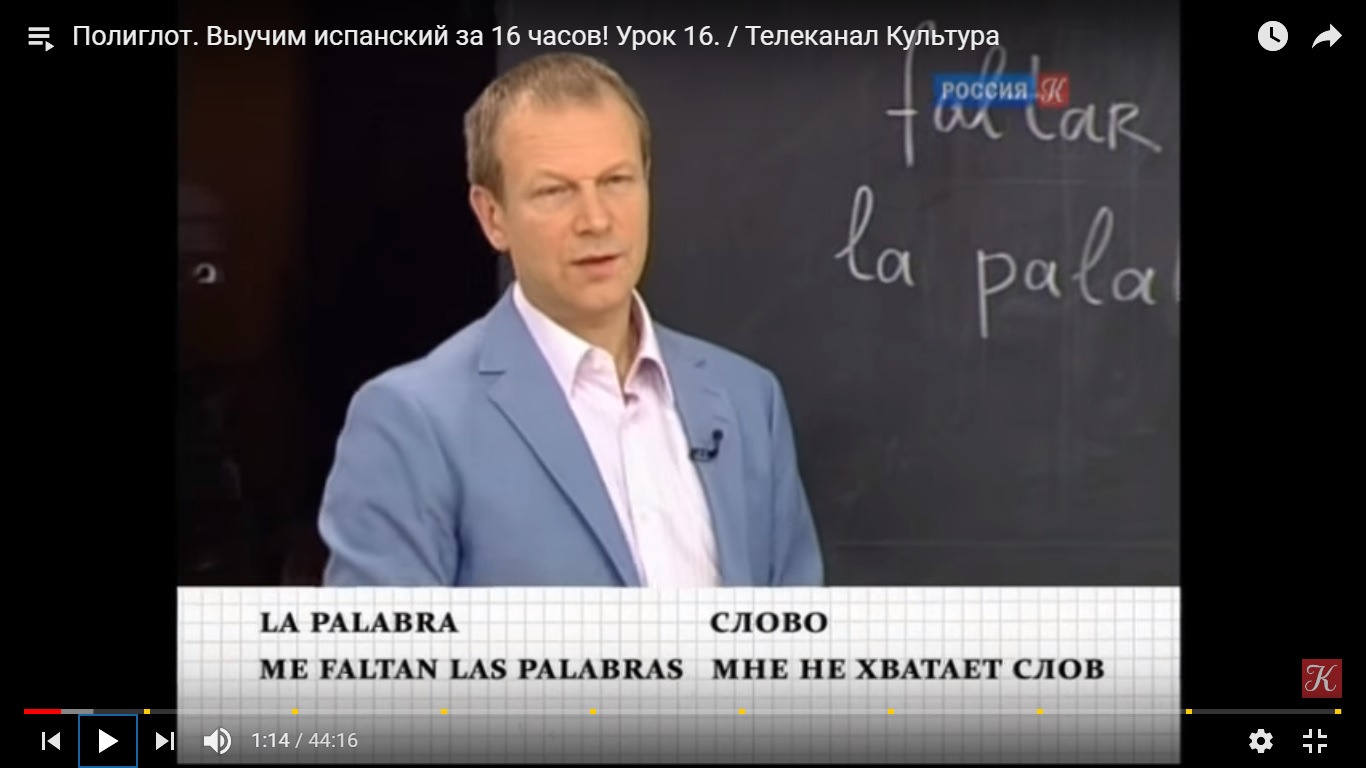 Полиглот. Выучим испанский за 16 часов! Урок 16. / Телеканал Культура
РОССИЯ К
faltar
la pala
LA PALABRA СЛОВО
ME FALTAN LAS PALABRAS МНЕ НЕ ХВАТАЕТ СЛОВ
К
1:14 / 44:16